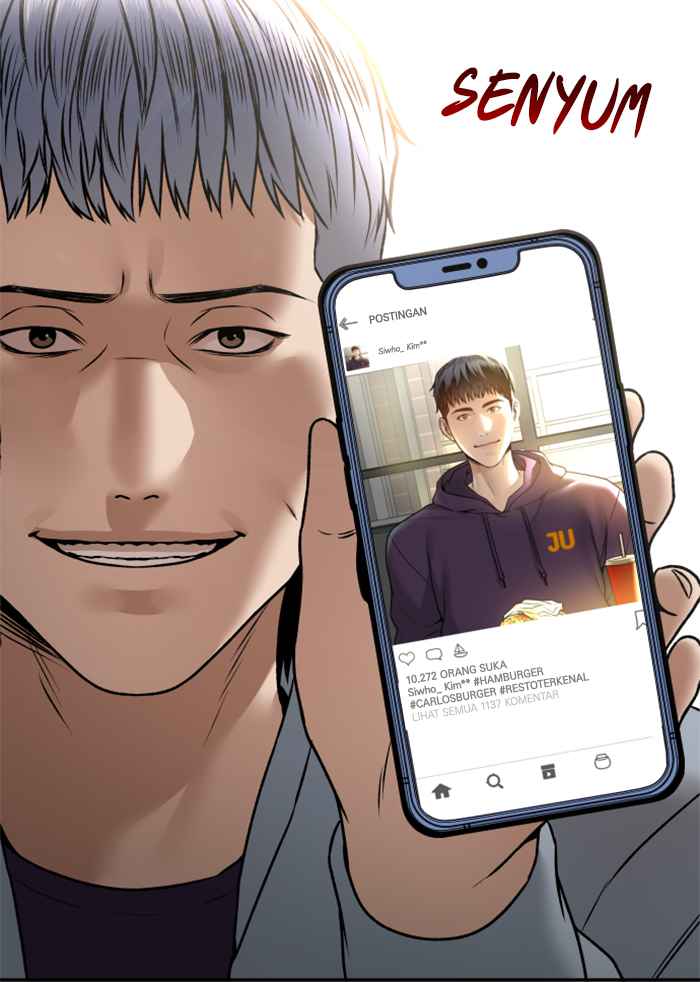 SENYUM
POSTINGAN
Siwho_ Kim**
JU
10.272 ORANG SUKA
Siwho_ Kim** #HAMBURGER
#CARLOSBURGER #RESTOTERKENAL
LIHAT SEMUA 1137 KOMENTAR